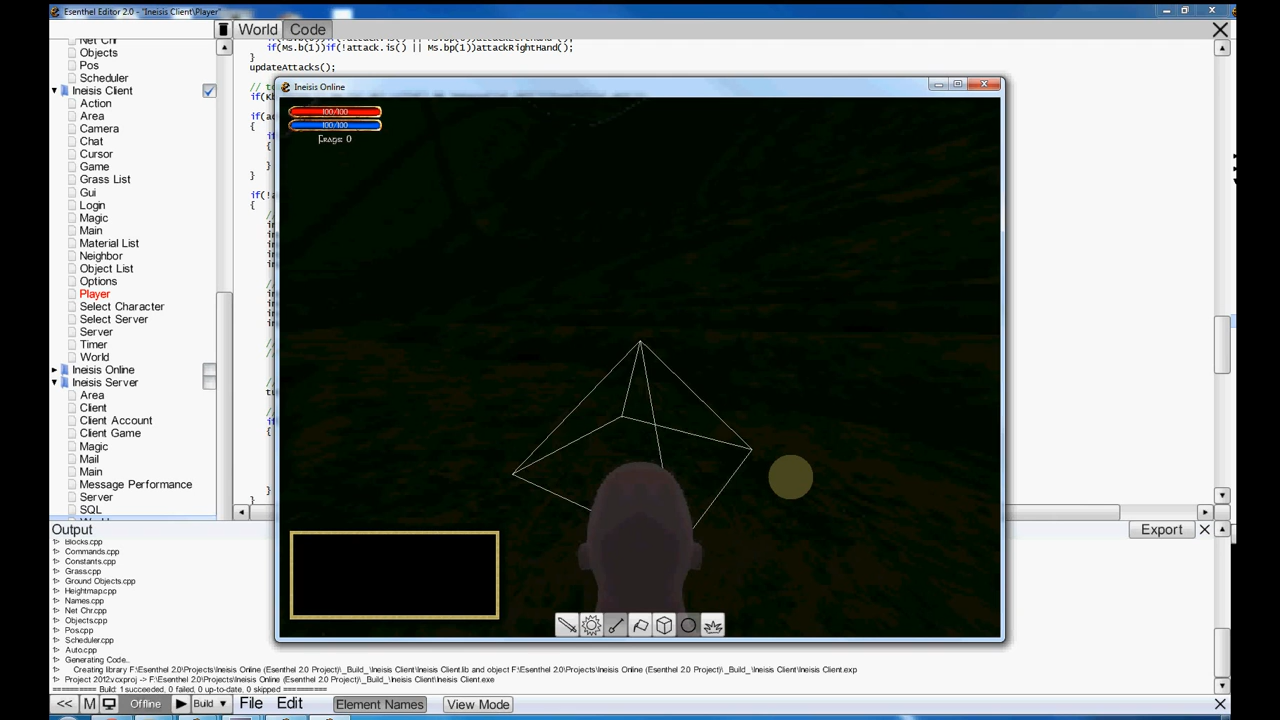 Esenthel Editor 2.0 - "Ineisis Client\Player"
World
Code
Net Chr
Objects
Pos
Scheduler
Ineisis Client
Action
Area
Camera
Chat
Cursor
Game
Grass List
Gui
Login
Magic
Main
Material List
Neighbor
Object List
Options
Player
Select Character
Select Server
Server
Timer
World
Ineisis Online
Ineisis Server
Area
Client
Client Account
Client Game
Magic
Mail
Main
Message Performance
Server
SQL
if(Ms.b(1))if(!attack.is() || Ms.bp(1))attackRightHand();
}
updateAttacks();
Ineisis Online
100/100
100/100
Frags: 0
Output
Export
Blocks.cpp
Commands.cpp
Constants.cpp
Grass.cpp
Ground Objects.cpp
Heightmap.cpp
Names.cpp
Net Chr.cpp
Objects.cpp
Pos.cpp
Scheduler.cpp
Auto.cpp
Generating Code...
Creating library F:\Esenthel 2.0\Projects\Ineisis Online (Esenthel 2.0 Project)\_Build_\Ineisis Client\Ineisis Client.lib and object F:\Esenthel 2.0\Projects\Ineisis Online (Esenthel 2.0 Project)\_Build_\Ineisis Client\Ineisis Client.exp
Project 2012.vcxproj -> F:\Esenthel 2.0\Projects\Ineisis Online (Esenthel 2.0 Project)\_Build_\Ineisis Client\Ineisis Client.exe
========== Build: 1 succeeded, 0 failed, 0 up-to-date, 0 skipped ==========
<< M Offline Build File Edit Element Names View Mode